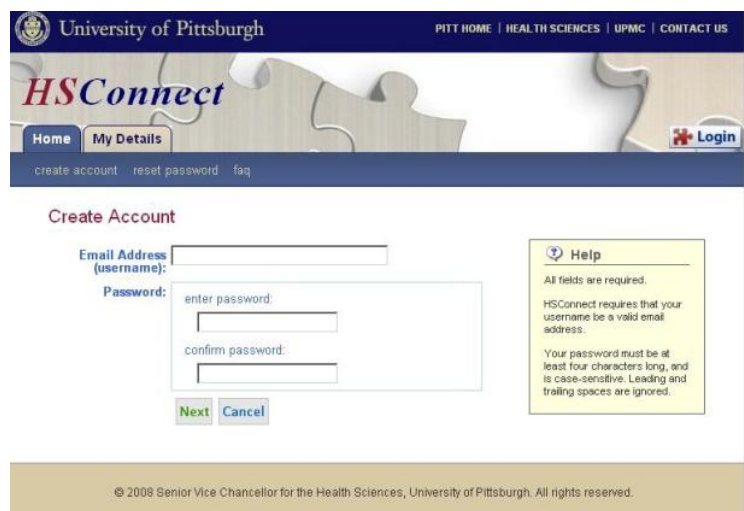 University of Pittsburgh
PITT HOME | HEALTH SCIENCES | UPMC | CONTACT US
HSConnect
Home My Details
Login
create account reset password faq
Create Account
Email Address
(username):
Password:
enter password:
confirm password:
Next Cancel
Help
All fields are required.
HSConnect requires that your
username be a valid email
address.
Your password must be at
least four characters long, and
is case-sensitive. Leading and
trailing spaces are ignored.
© 2008 Senior Vice Chancellor for the Health Sciences, University of Pittsburgh. All rights reserved.